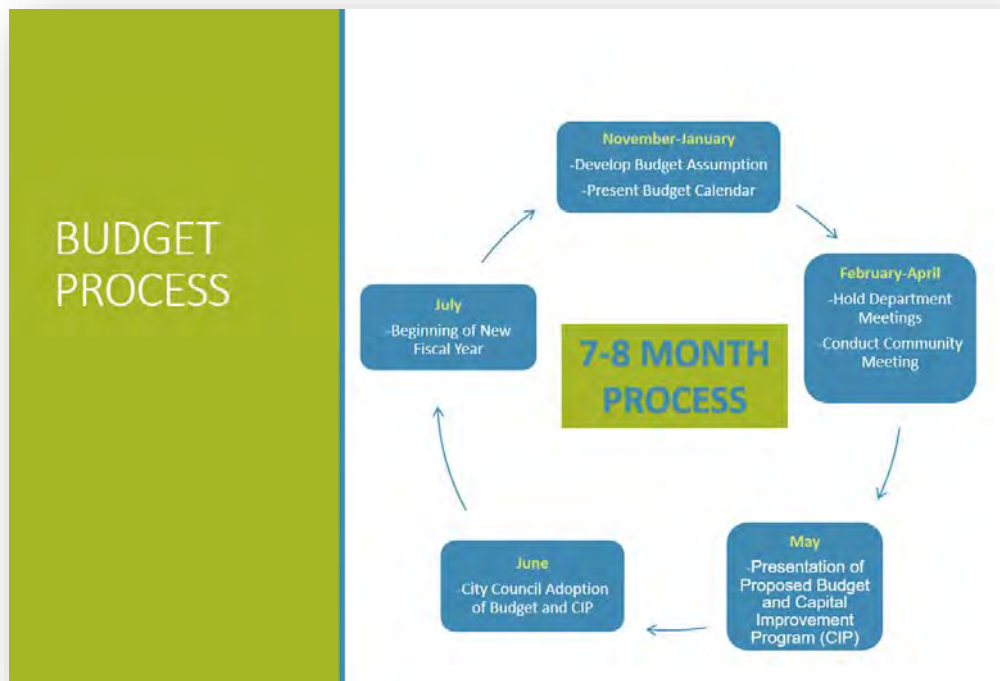 BUDGET
PROCESS
November-January
-Develop Budget Assumption
-Present Budget Calendar
February-April
-Hold Department
Meetings
-Conduct Community
Meeting
May
-Presentation of
Proposed Budget
and Capital
Improvement
Program (CIP)
June
-City Council Adoption
of Budget and CIP
July
-Beginning of New
Fiscal Year
7-8 MONTH
PROCESS